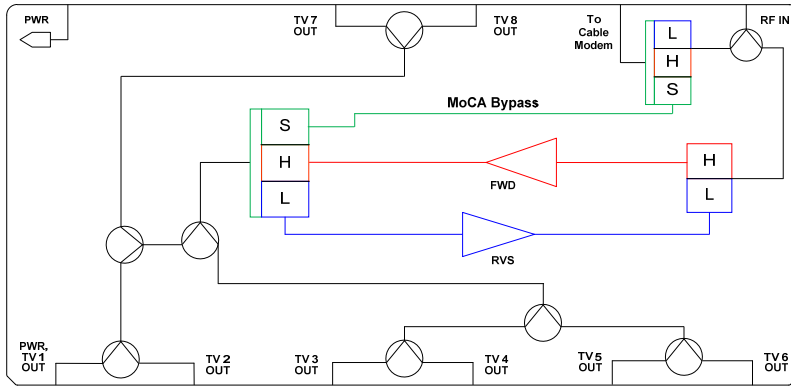 PWR
TV 7
OUT
TV 8
OUT
To
Cable
Modem
RF IN
L
H
S
MoCA Bypass
S
H
L
FWD
H
L
RVS
PWR,
TV 1
OUT
TV 2
OUT
TV 3
OUT
TV 4
OUT
TV 5
OUT
TV 6
OUT